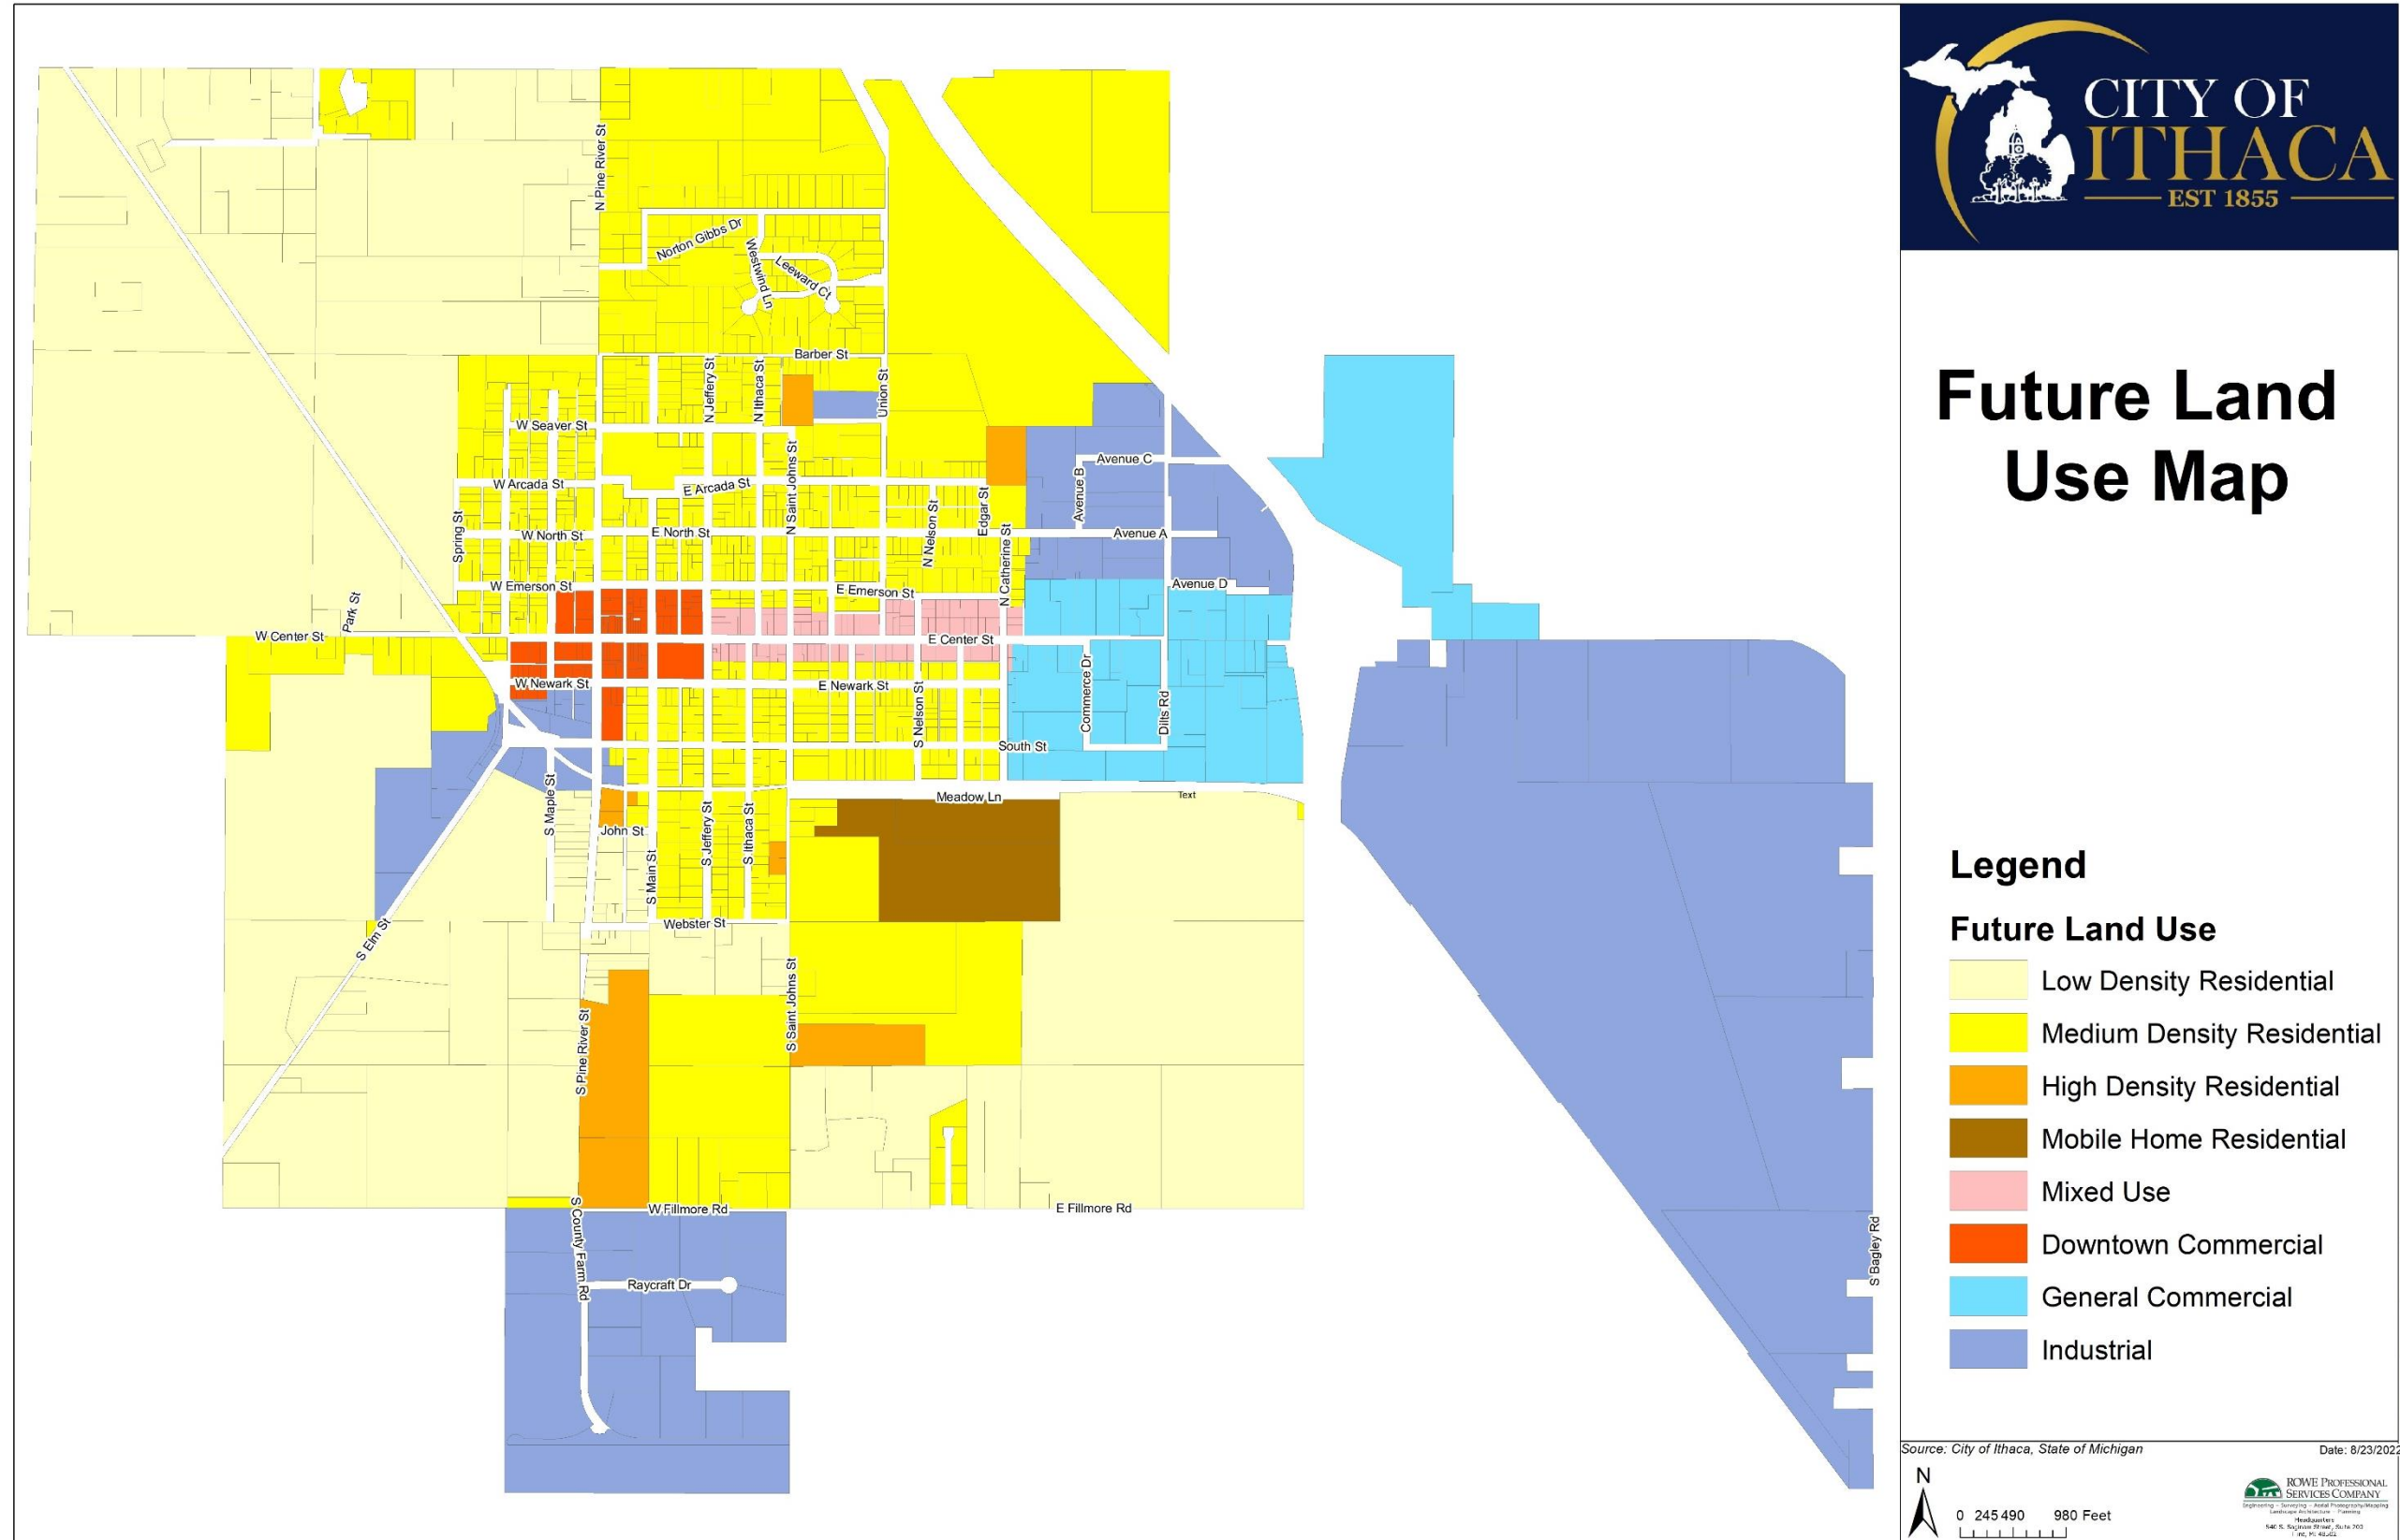 CITY OF
ITHACA
EST 1855
Future Land
Use Map
N Pine River St
Norton Gibbs Dr
Westwind Ln
Leeward Ct
Barber St
N Jeffery St
N Ithaca St
Union St
W Seaver St
N Saint Johns St
Avenue C
Avenue B
W Arcada St
E Arcada St
Spring St
N Nelson St
Edgar St
W North St
E North St
Avenue A
N Catherine St
W Emerson St
E Emerson St
Avenue D
Park St
W Center St
E Center St
W Newark St
E Newark St
S Nelson St
Commerce Dr
Dilts Rd
South St
S Maple St
Meadow Ln
Text
John St
S Main St
S Jeffery St
S Ithaca St
S Elm St
Webster St
S Saint Johns St
S Pine River St
S County Farm Rd
W Fillmore Rd
E Fillmore Rd
Raycraft Dr
S Bagley Rd
Legend
Future Land Use
Low Density Residential
Medium Density Residential
High Density Residential
Mobile Home Residential
Mixed Use
Downtown Commercial
General Commercial
Industrial
Source: City of Ithaca, State of Michigan
Date: 8/23/2022
N
0 245 490 980 Feet
ROWE PROFESSIONAL
SERVICES COMPANY
Headquarters